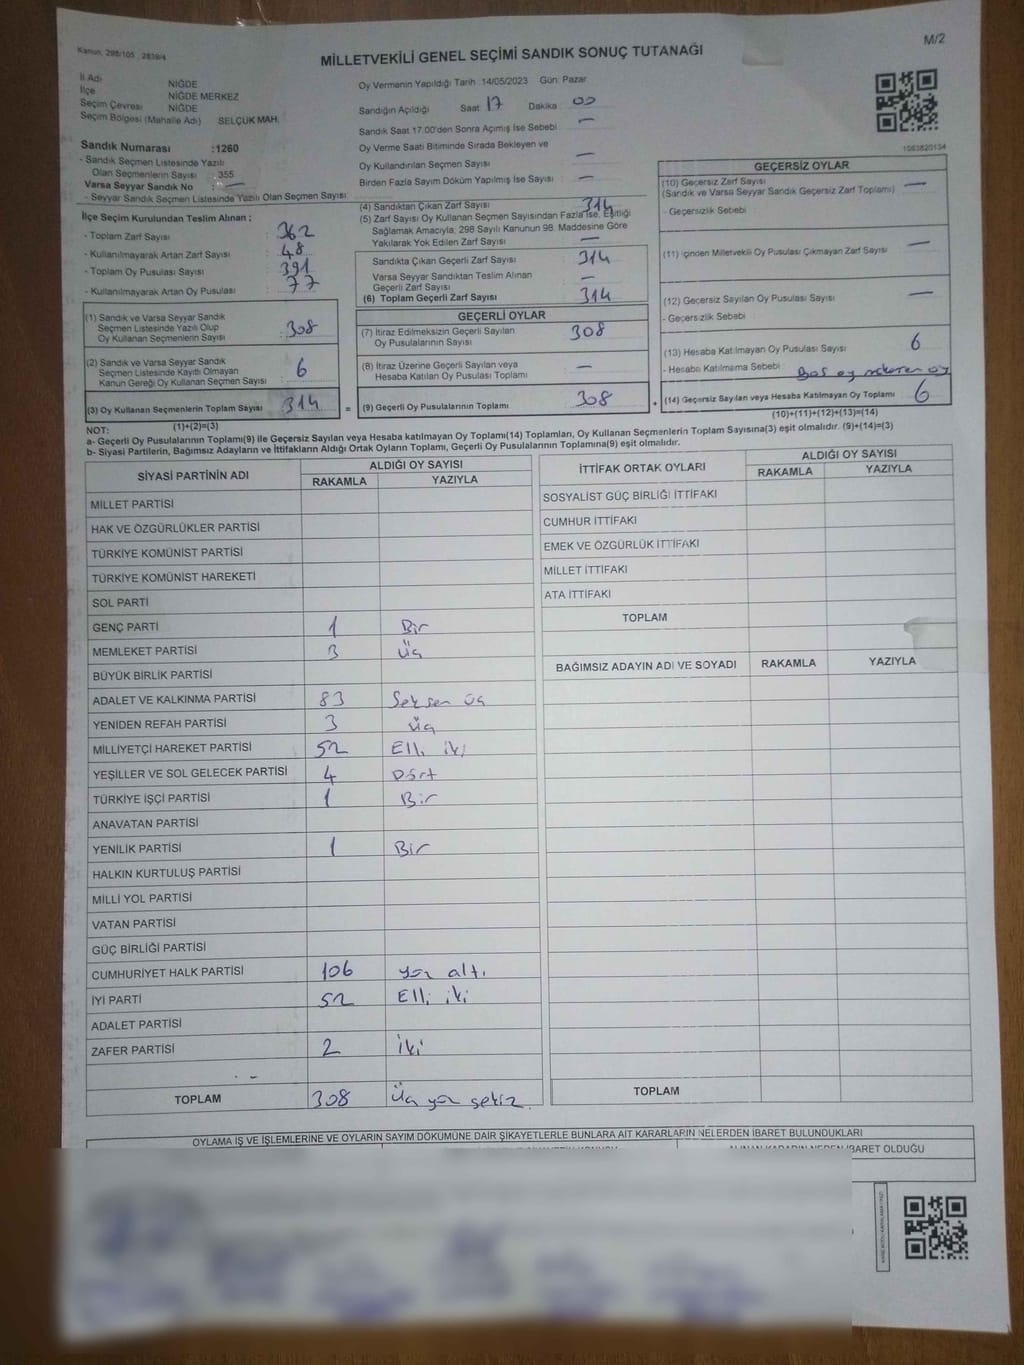 Kanun, 298/105 2839/4
MİLLETVEKİLİ GENEL SEÇİMİ SANDIK SONUÇ TUTANAĞI
M/2
İl Adı NİĞDE
İlçe NİĞDE MERKEZ
Seçim Çevresi NİĞDE
Seçim Bölgesi (Mahalle Adı) SELÇUK MAH.
Sandık Numarası :1260
- Sandık Seçmen Listesinde Yazılı
Olan Seçmenlerin Sayısı : 355
Varsa Seyyar Sandık No : —
- Seyyar Sandık Seçmen Listesinde Yazılı Olan Seçmen Sayısı
İlçe Seçim Kurulundan Teslim Alınan :
- Toplam Zarf Sayısı : 362
- Kullanılmayarak Artan Zarf Sayısı : 48
- Toplam Oy Pusulası Sayısı : 391
- Kullanılmayarak Artan Oy Pusulası : 77
(1) Sandık ve Varsa Seyyar Sandık
Seçmen Listesinde Yazılı Olup
Oy Kullanan Seçmenlerin Sayısı : 308
(2) Sandık ve Varsa Seyyar Sandık
Seçmen Listesinde Kayıtlı Olmayan
Kanun Gereği Oy Kullanan Seçmen Sayısı : 6
(3) Oy Kullanan Seçmenlerin Toplam Sayısı 314
(1)+(2)=(3)
Oy Vermenin Yapıldığı Tarih :14/05/2023 Gün: Pazar
Sandığın Açıldığı Saat : 17 Dakika : 00
Sandık Saat 17.00'den Sonra Açımış İse Sebebi : —
Oy Verme Saati Bitiminde Sırada Bekleyen ve
Oy Kullandırılan Seçmen Sayısı : —
Birden Fazla Sayım Döküm Yapılmış İse Sayısı : —
(4) Sandıktan Çıkan Zarf Sayısı : 314
(5) Zarf Sayısı Oy Kullanan Seçmen Sayısından Fazla İse, Eşitliği
Sağlamak Amacıyla, 298 Sayılı Kanunun 98. Maddesine Göre
Yakılarak Yok Edilen Zarf Sayısı : —
Sandıkta Çıkan Geçerli Zarf Sayısı : 314
Varsa Seyyar Sandıktan Teslim Alınan
Geçerli Zarf Sayısı : —
(6) Toplam Geçerli Zarf Sayısı : 314
GEÇERLİ OYLAR
(7) İtiraz Edilmeksizin Geçerli Sayılan
Oy Pusulalarının Sayısı : 308
(8) İtiraz Üzerine Geçerli Sayılan veya
Hesaba Katılan Oy Pusulası Toplamı : —
= (9) Geçerli Oy Pusulalarının Toplamı 308
1063820134
GEÇERSİZ OYLAR
(10) Geçersiz Zarf Sayısı : —
(Sandık ve Varsa Seyyar Sandık Geçersiz Zarf Toplamı)
- Geçersizlik Sebebi
(11) İçinden Milletvekili Oy Pusulası Çıkmayan Zarf Sayısı : —
(12) Geçersiz Sayılan Oy Pusulası Sayısı : —
- Geçersizlik Sebebi
(13) Hesaba Katılmayan Oy Pusulası Sayısı : 6
- Hesaba Katılmama Sebebi :
+ (14) Geçersiz Sayılan veya Hesaba Katılmayan Oy Toplamı 6
(10)+(11)+(12)+(13)=(14)
NOT:
a- Geçerli Oy Pusulalarının Toplamı(9) ile Geçersiz Sayılan veya Hesaba katılmayan Oy Toplamı(14) Toplamları, Oy Kullanan Seçmenlerin Toplam Sayısına(3) eşit olmalıdır. (9)+(14)=(3)
b- Siyasi Partilerin, Bağımsız Adayların ve İttifakların Aldığı Ortak Oyların Toplamı, Geçerli Oy Pusulasının Toplamına(9) eşit olmalıdır.
SİYASİ PARTİNİN ADI ALDIĞI OY SAYISI
RAKAMLA YAZIYLA
MİLLET PARTİSİ
HAK VE ÖZGÜRLÜKLER PARTİSİ
TÜRKİYE KOMÜNİST PARTİSİ
TÜRKİYE KOMÜNİST HAREKETİ
SOL PARTİ
GENÇ PARTİ 1 Bir
MEMLEKET PARTİSİ 3 Üç
BÜYÜK BİRLİK PARTİSİ
ADALET VE KALKINMA PARTİSİ 83 Seksen üç
YENİDEN REFAH PARTİSİ 3 Üç
MİLLİYETÇİ HAREKET PARTİSİ 52 Elli iki
YEŞİLLER VE SOL GELECEK PARTİSİ 4 Dört
TÜRKİYE İŞÇİ PARTİSİ 1 Bir
ANAVATAN PARTİSİ
YENİLİK PARTİSİ 1 Bir
HALKIN KURTULUŞ PARTİSİ
MİLLİ YOL PARTİSİ
VATAN PARTİSİ
GÜÇ BİRLİĞİ PARTİSİ
CUMHURİYET HALK PARTİSİ 106 yüz altı
İYİ PARTİ 52 Elli iki
ADALET PARTİSİ
ZAFER PARTİSİ 2 İki
TOPLAM 308 Üç yüz sekiz
İTTİFAK ORTAK OYLARI ALDIĞI OY SAYISI
RAKAMLA YAZIYLA
SOSYALİST GÜÇ BİRLİĞİ İTTİFAKI
CUMHUR İTTİFAKI
EMEK VE ÖZGÜRLÜK İTTİFAKI
MİLLET İTTİFAKI
ATA İTTİFAKI
TOPLAM
BAĞIMSIZ ADAYIN ADI VE SOYADI RAKAMLA YAZIYLA
TOPLAM
OYLAMA İŞ VE İŞLEMLERİNE VE OYLARIN SAYIM DÖKÜMÜNE DAİR ŞİKAYETLERLE BUNLARA AİT KARARLARIN NELERDEN İBARET BULUNDUKLARI
ALINAN KARARIN NEDEN İBARET OLDUĞU